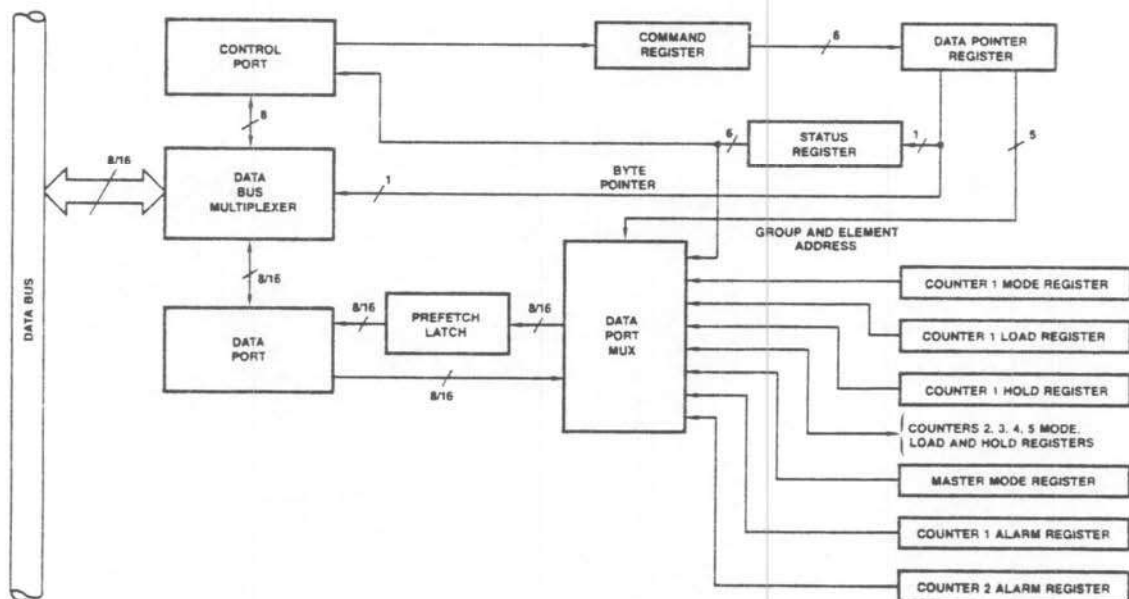 CONTROL
PORT
COMMAND
REGISTER
6
DATA POINTER
REGISTER
8
6
STATUS
REGISTER
1
5
8/16
DATA
BUS
MULTIPLEXER
1
BYTE
POINTER
GROUP AND ELEMENT
ADDRESS
DATA BUS
8/16
DATA
PORT
8/16
PREFETCH
LATCH
8/16
8/16
DATA
PORT
MUX
COUNTER 1 MODE REGISTER
COUNTER 1 LOAD REGISTER
COUNTER 1 HOLD REGISTER
COUNTERS 2, 3, 4, 5 MODE,
LOAD AND HOLD REGISTERS
MASTER MODE REGISTER
COUNTER 1 ALARM REGISTER
COUNTER 2 ALARM REGISTER